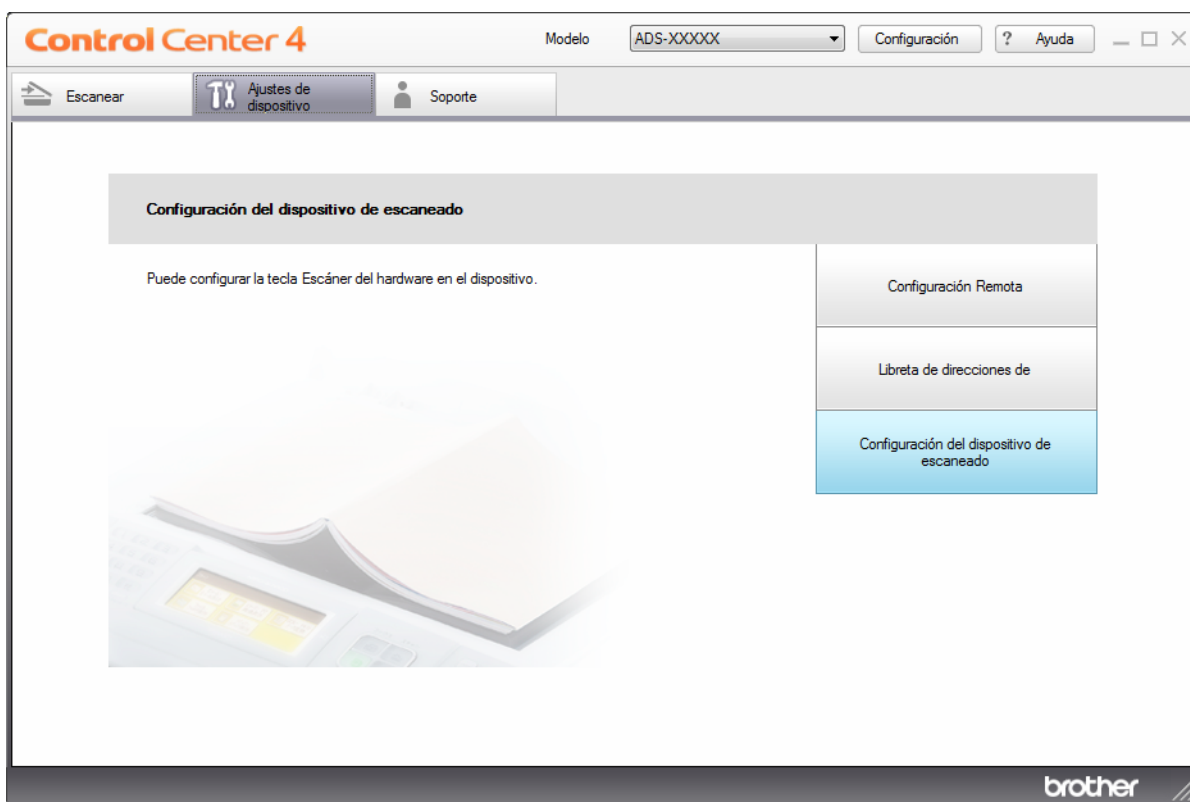 Control Center 4
Modelo
ADS-XXXXX
Configuración
? Ayuda
Escanear
Ajustes de
dispositivo
Soporte
Configuración del dispositivo de escaneado
Puede configurar la tecla Escáner del hardware en el dispositivo.
Configuración Remota
Libreta de direcciones de
Configuración del dispositivo de
escaneado
brother